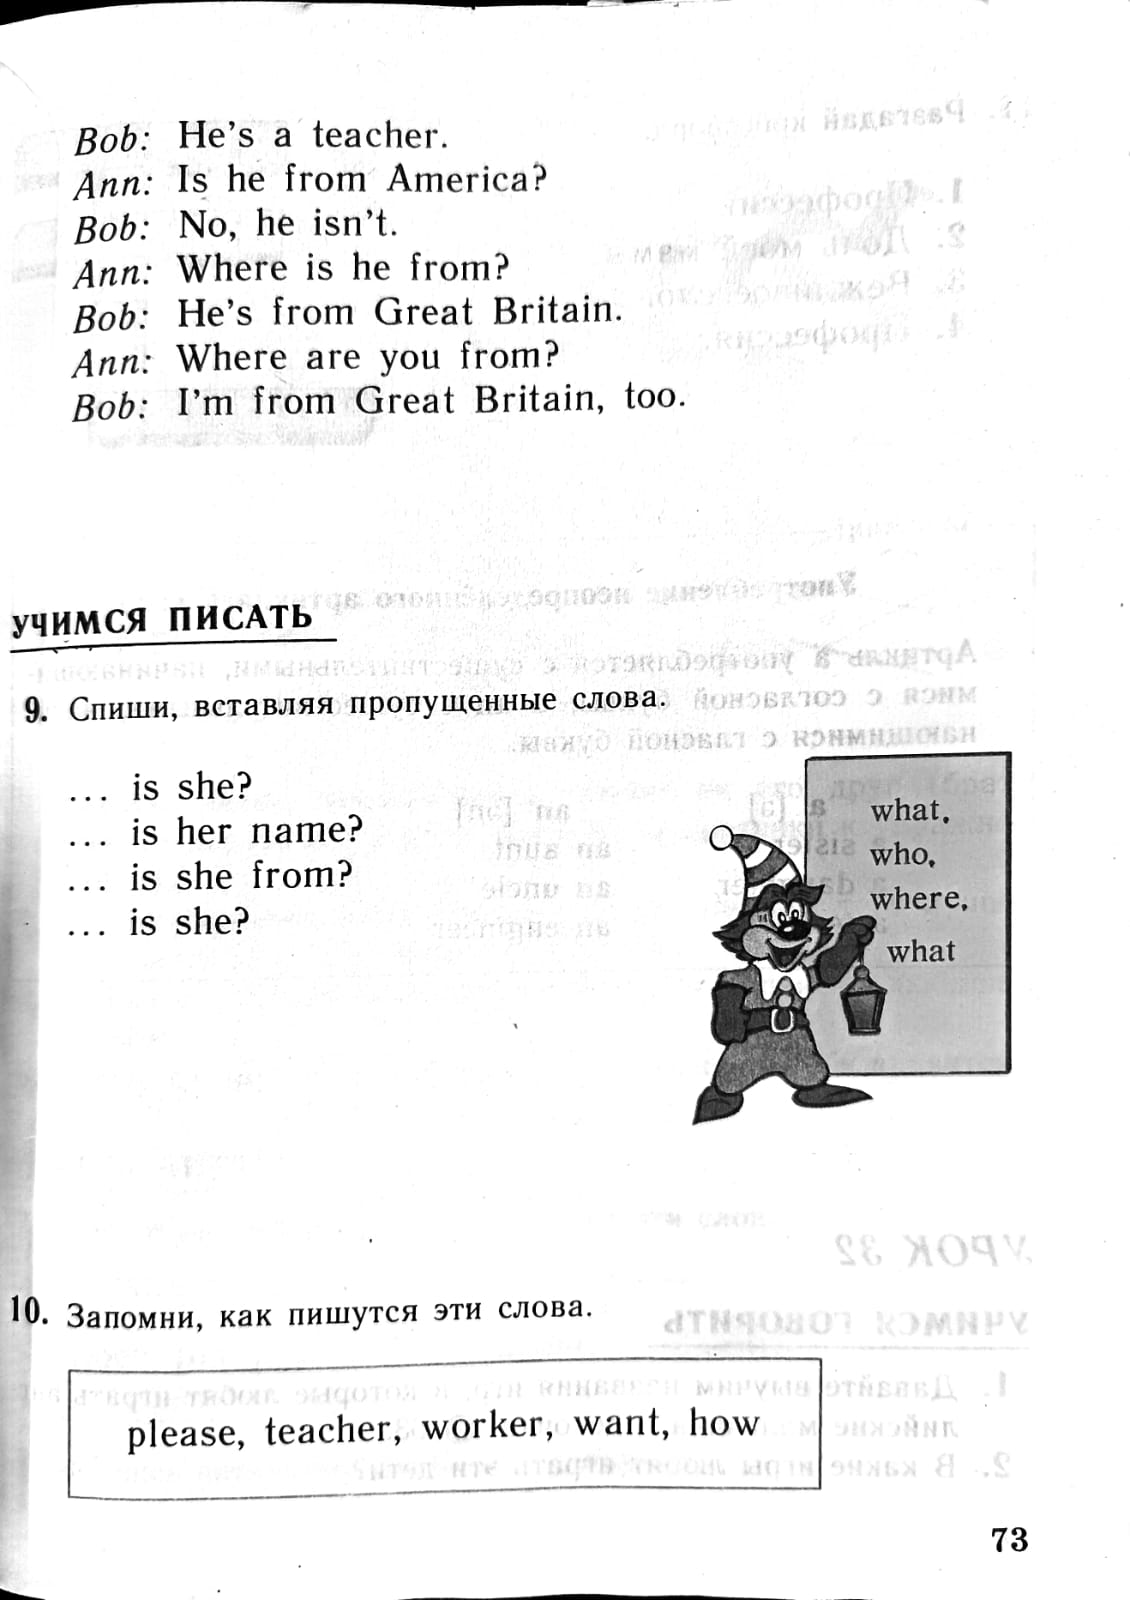 Bob: He's a teacher.
Ann: Is he from America?
Bob: No, he isn't.
Ann: Where is he from?
Bob: He's from Great Britain.
Ann: Where are you from?
Bob: I'm from Great Britain, too.
УЧИМСЯ ПИСАТЬ
9. Спиши, вставляя пропущенные слова.
... is she?
... is her name?
... is she from?
... is she?
what,
who,
where,
what
10. Запомни, как пишутся эти слова.
please, teacher, worker, want, how
73